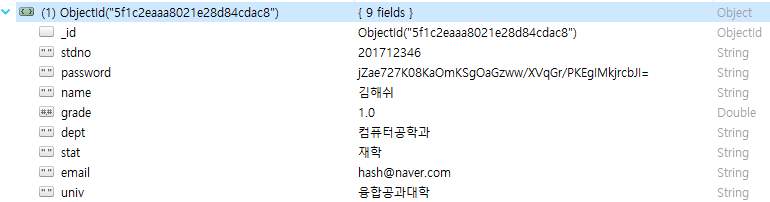 (1) ObjectId("5f1c2eaaa8021e28d84cdac8") { 9 fields } Object
_id ObjectId("5f1c2eaaa8021e28d84cdac8") ObjectId
stdno 201712346 String
password jZae727K08KaOmKSgOaGzww/XVqGr/PKEgIMkjrcbJI= String
name 김해쉬 String
grade 1.0 Double
dept 컴퓨터공학과 String
stat 재학 String
email hash@naver.com String
univ 융합공과대학 String